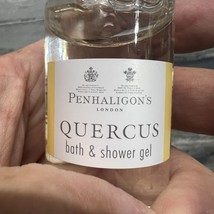 PENHALIGON'S
LONDON
QUERCUS
bath & shower gel